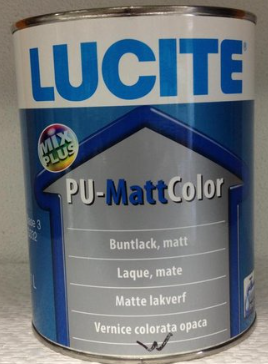 LUCITE®
MIX
PLUS
PU-MattColor
Buntlack, matt
Laque, mate
Matte lakverf
Vernice colorata opaca
W